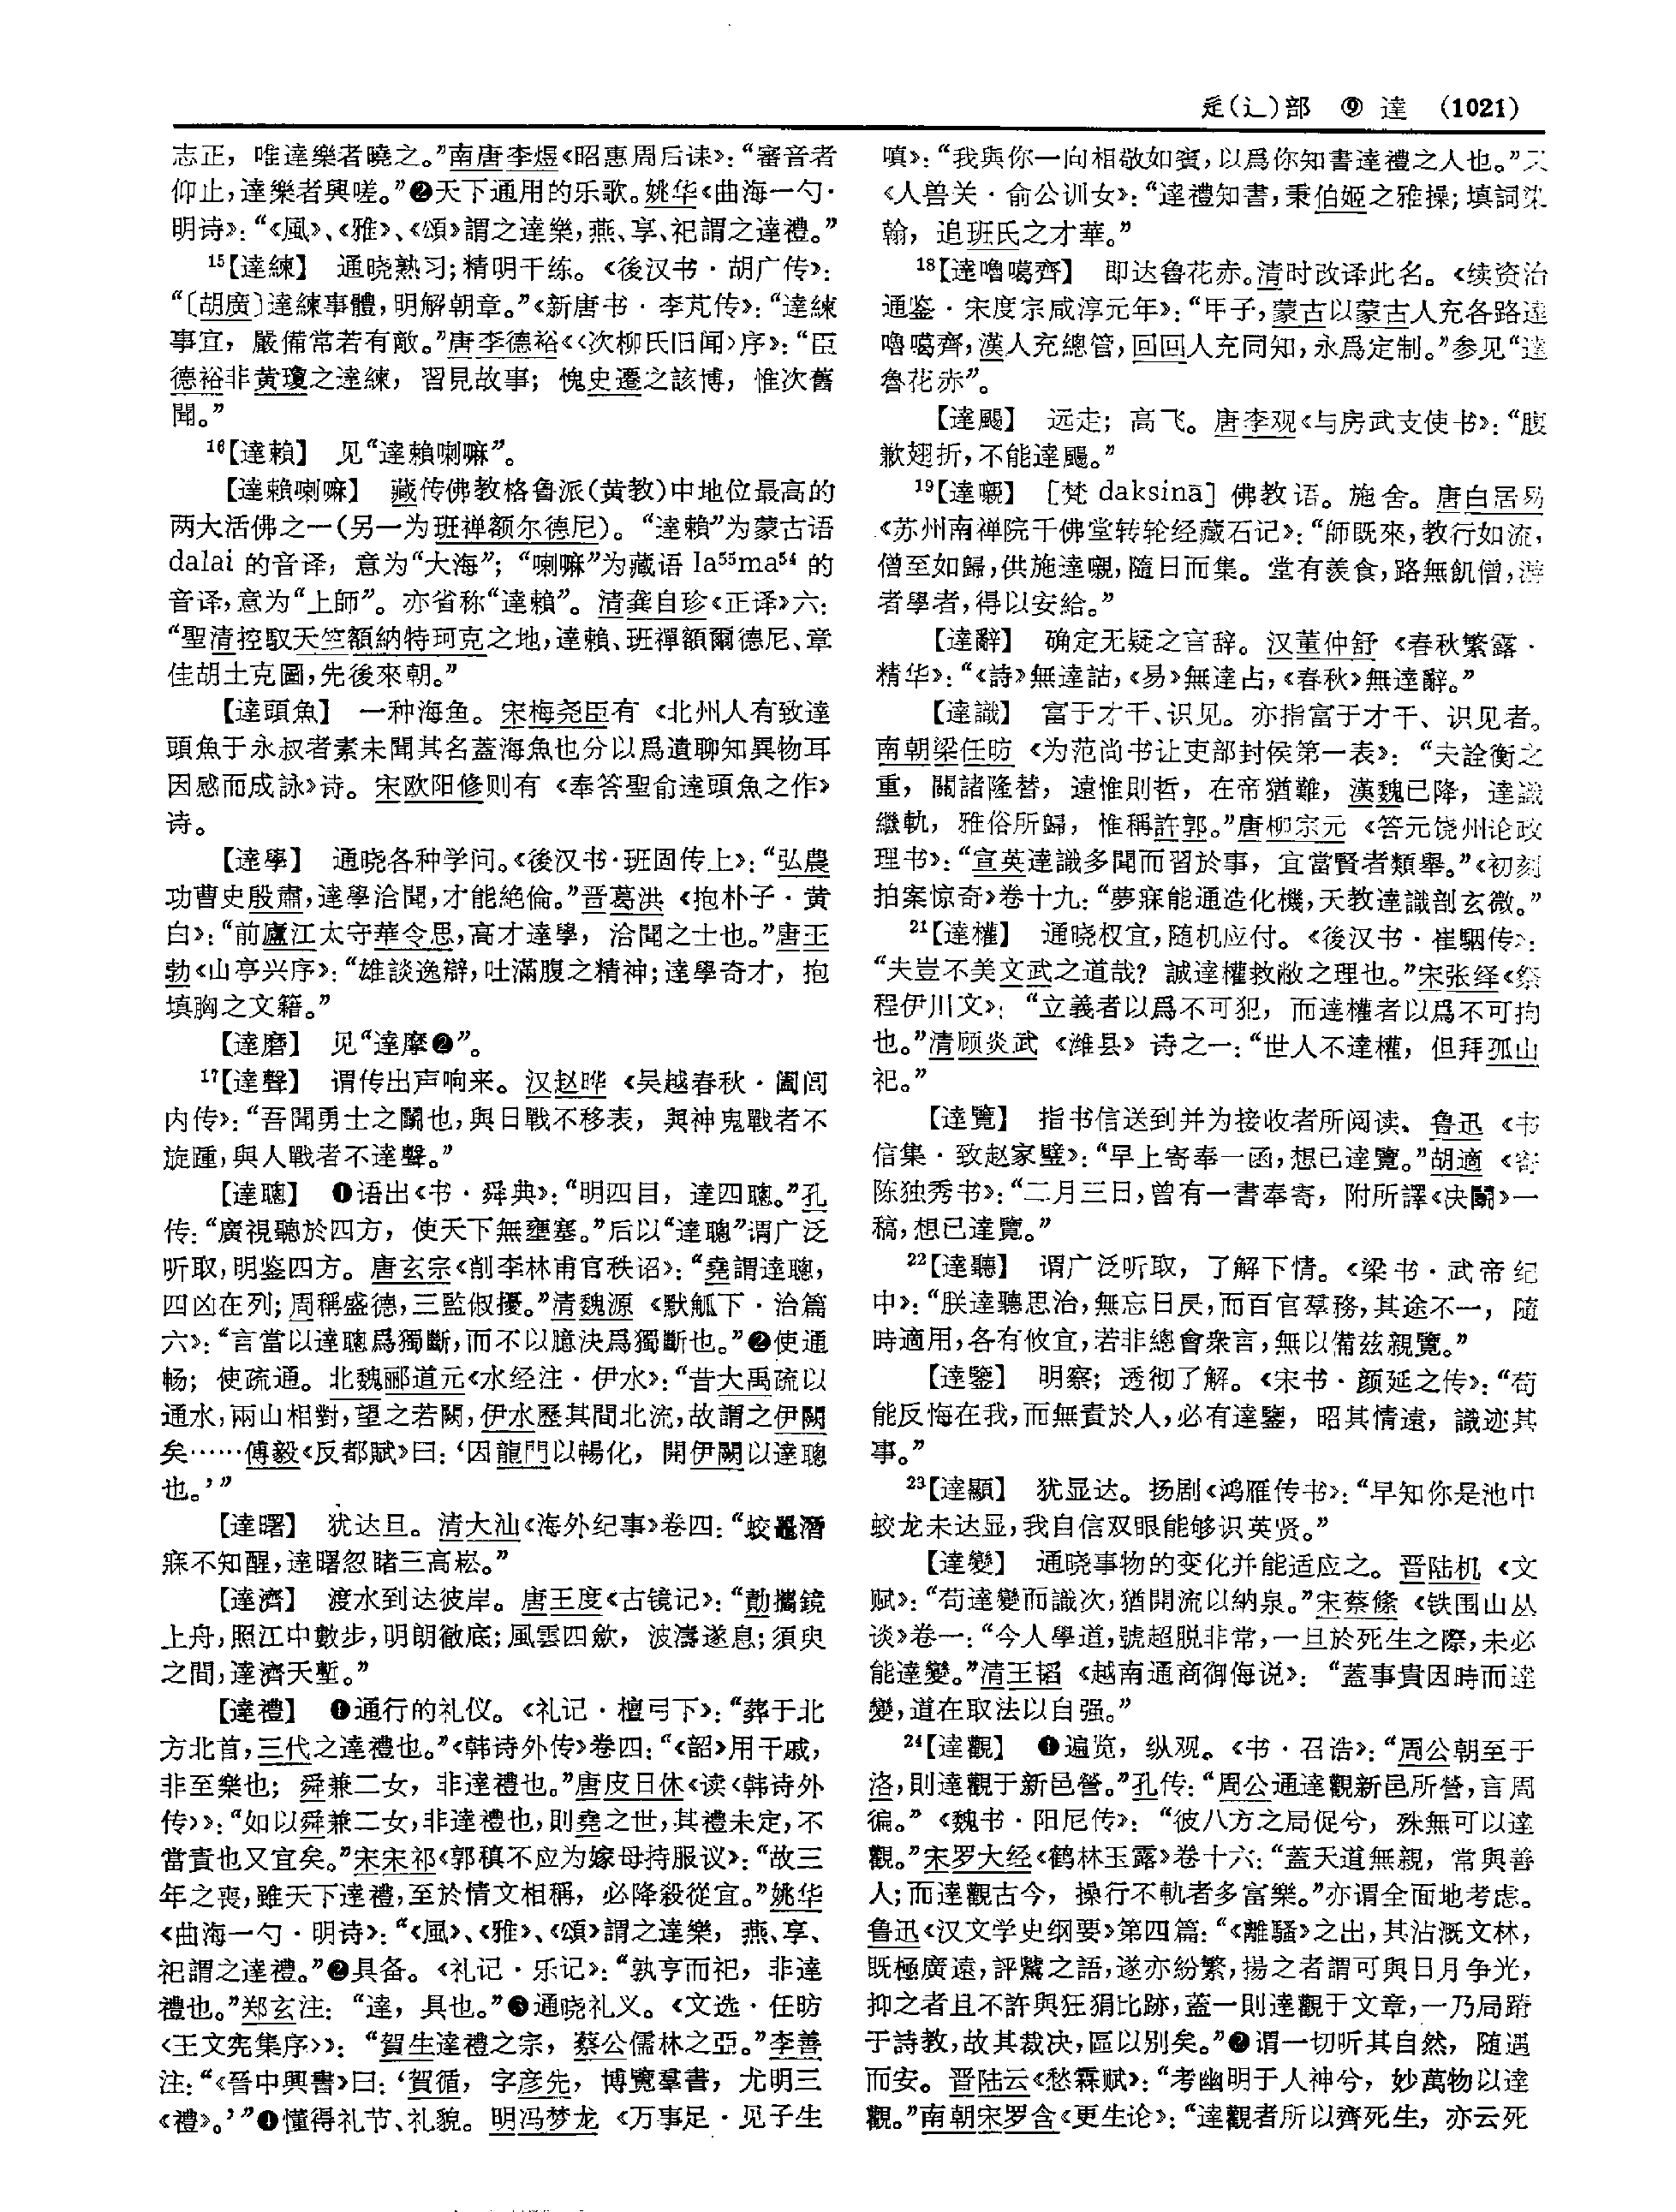 辵(辶)部 ⑨ 達 (1021)
志正，唯達樂者曉之。”南唐李煜《昭惠周后诔》：“審音者
仰止，達樂者興嗟。”❷天下通用的乐歌。姚华《曲海一勺·
明诗》：“《風》、《雅》、《頌》謂之達樂，燕、享、祀謂之達禮。”
15【達練】 通晓熟习；精明干练。《後汉书·胡广传》：
“〔胡廣〕達練事體，明解朝章。”《新唐书·李芃传》：“達練
事宜，嚴備常若有敵。”唐李德裕《〈次柳氏旧闻〉序》：“臣
德裕非黄瓊之達練，習見故事；愧史遷之該博，惟次舊
聞。”
16【達賴】 见“達賴喇嘛”。
【達賴喇嘛】 藏传佛教格鲁派(黄教)中地位最高的
两大活佛之一(另一为班禅额尔德尼)。“達賴”为蒙古语
dalai 的音译，意为“大海”；“喇嘛”为藏语 la⁵⁵ma⁵⁴ 的
音译，意为“上師”。亦省称“達賴”。清龚自珍《正译》六：
“聖清控馭天竺額納特珂克之地，達賴、班禪額爾德尼、章
佳胡土克圖，先後來朝。”
【達頭魚】 一种海鱼。宋梅尧臣有《北州人有致達
頭魚于永叔者素未聞其名蓋海魚也分以爲遺聊知異物耳
因感而成詠》诗。宋欧阳修则有《奉答聖俞達頭魚之作》
诗。
【達學】 通晓各种学问。《後汉书·班固传上》：“弘農
功曹史殷肅，達學洽聞，才能絶倫。”晋葛洪《抱朴子·黄
白》：“前廬江太守華令思，高才達學，洽聞之士也。”唐王
勃《山亭兴序》：“雄談逸辯，吐滿腹之精神；達學奇才，抱
填胸之文籍。”
【達磨】 见“達摩❷”。
17【達聲】 谓传出声响来。汉赵晔《吴越春秋·阖闾
内传》：“吾聞勇士之鬭也，與日戰不移表，與神鬼戰者不
旋踵，與人戰者不達聲。”
【達聰】 ❶语出《书·舜典》：“明四目，達四聰。”孔
传：“廣視聽於四方，使天下無壅塞。”后以“達聰”谓广泛
听取，明鉴四方。唐玄宗《削李林甫官秩诏》：“堯謂達聰，
四凶在列；周稱盛德，三監俶擾。”清魏源《默觚下·治篇
六》：“言當以達聰爲獨斷，而不以臆決爲獨斷也。”❷使通
畅；使疏通。北魏郦道元《水经注·伊水》：“昔大禹疏以
通水，兩山相對，望之若闕，伊水歷其間北流，故謂之伊闕
矣……傅毅《反都賦》曰：‘因龍門以暢化，開伊闕以達聰
也。’”
【達曙】 犹达旦。清大汕《海外纪事》卷四：“蛟鼉潛
寐不知醒，達曙忽睹三高崧。”
【達濟】 渡水到达彼岸。唐王度《古镜记》：“勣攜鏡
上舟，照江中數步，明朗徹底；風雲四斂，波濤遂息；須臾
之間，達濟天塹。”
【達禮】 ❶通行的礼仪。《礼记·檀弓下》：“葬于北
方北首，三代之達禮也。”《韩诗外传》卷四：“《韶》用干戚，
非至樂也；舜兼二女，非達禮也。”唐皮日休《读〈韩诗外
传〉》：“如以舜兼二女，非達禮也，則堯之世，其禮未定，不
當責也又宜矣。”宋宋祁《郭稹不应为嫁母持服议》：“故三
年之喪，雖天下達禮，至於情文相稱，必降殺從宜。”姚华
《曲海一勺·明诗》：“《風》、《雅》、《頌》謂之達樂，燕、享、
祀謂之達禮。”❷具备。《礼记·乐记》：“孰亨而祀，非達
禮也。”郑玄注：“達，具也。”❸通晓礼义。《文选·任昉
〈王文宪集序〉》：“賀生達禮之宗，蔡公儒林之亞。”李善
注：“《晉中興書》曰：‘賀循，字彦先，博覽羣書，尤明三
《禮》。’”❹懂得礼节、礼貌。明冯梦龙《万事足·见子生
嗔》：“我與你一向相敬如賓，以爲你知書達禮之人也。”又
《人兽关·俞公训女》：“達禮知書，秉伯姬之雅操；填詞染
翰，追班氏之才華。”
18【達嚕噶齊】 即达鲁花赤。清时改译此名。《续资治
通鉴·宋度宗咸淳元年》：“甲子，蒙古以蒙古人充各路達
嚕噶齊，漢人充總管，回回人充同知，永爲定制。”参见“達
魯花赤”。
【達颺】 远走；高飞。唐李观《与房武支使书》：“腹
歉翅折，不能達颺。”
19【達嚫】 [梵 daksinā] 佛教语。施舍。唐白居易
《苏州南禅院千佛堂转轮经藏石记》：“師既來，教行如流，
僧至如歸，供施達嚫，隨日而集。堂有羨食，路無飢僧，游
者學者，得以安給。”
【達辭】 确定无疑之言辞。汉董仲舒《春秋繁露·
精华》：“《詩》無達詁，《易》無達占，《春秋》無達辭。”
【達識】 富于才干、识见。亦指富于才干、识见者。
南朝梁任昉《为范尚书让吏部封侯第一表》：“夫詮衡之
重，關諸隆替，遠惟則哲，在帝猶難，漢魏已降，達識
繼軌，雅俗所歸，惟稱許郭。”唐柳宗元《答元饶州论政
理书》：“宣英達識多聞而習於事，宜當賢者類舉。”《初刻
拍案惊奇》卷十九：“夢寐能通造化機，天教達識剖玄微。”
21【達權】 通晓权宜，随机应付。《後汉书·崔駰传》：
“夫豈不美文武之道哉？誠達權救敝之理也。”宋张绎《祭
程伊川文》：“立義者以爲不可犯，而達權者以爲不可拘
也。”清顾炎武《潍县》诗之一：“世人不達權，但拜孤山
祀。”
【達覽】 指书信送到并为接收者所阅读、鲁迅《书
信集·致赵家璧》：“早上寄奉一函，想已達覽。”胡適《寄
陈独秀书》：“二月三日，曾有一書奉寄，附所譯《决鬭》一
稿，想已達覽。”
22【達聽】 谓广泛听取，了解下情。《梁书·武帝纪
中》：“朕達聽思治，無忘日昃，而百官羣務，其途不一，隨
時適用，各有攸宜，若非總會衆言，無以備兹親覽。”
【達鑒】 明察；透彻了解。《宋书·颜延之传》：“苟
能反悔在我，而無責於人，必有達鑒，昭其情遠，識迹其
事。”
23【達顯】 犹显达。扬剧《鸿雁传书》：“早知你是池中
蛟龙未达显，我自信双眼能够识英贤。”
【達變】 通晓事物的变化并能适应之。晋陆机《文
赋》：“苟達變而識次，猶開流以納泉。”宋蔡絛《铁围山丛
谈》卷一：“今人學道，號超脱非常，一旦於死生之際，未必
能達變。”清王韬《越南通商御侮说》：“蓋事貴因時而達
變，道在取法以自强。”
24【達觀】 ❶遍览，纵观。《书·召诰》：“周公朝至于
洛，則達觀于新邑營。”孔传：“周公通達觀新邑所營，言周
徧。”《魏书·阳尼传》：“彼八方之局促兮，殊無可以達
觀。”宋罗大经《鹤林玉露》卷十六：“蓋天道無親，常與善
人；而達觀古今，操行不軌者多富樂。”亦谓全面地考虑。
鲁迅《汉文学史纲要》第四篇：“《離騷》之出，其沾溉文林，
既極廣遠，評騭之語，遂亦紛繁，揚之者謂可與日月争光，
抑之者且不許與狂狷比跡，蓋一則達觀于文章，一乃局蹐
于詩教，故其裁决，區以别矣。”❷谓一切听其自然，随遇
而安。晋陆云《愁霖赋》：“考幽明于人神兮，妙萬物以達
觀。”南朝宋罗含《更生论》：“達觀者所以齊死生，亦云死